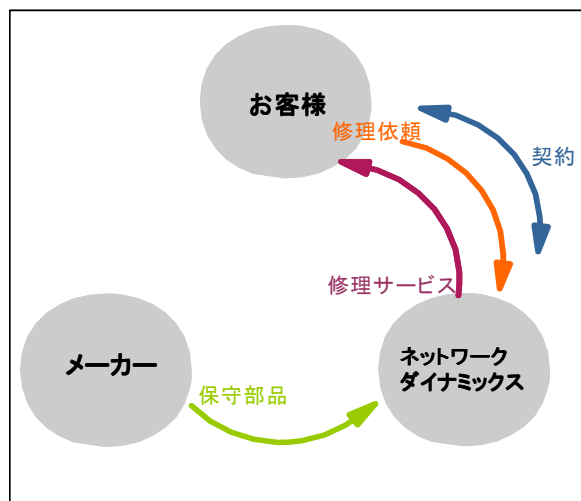 お客様
修理依頼
契約
修理サービス
メーカー
ネットワーク
ダイナミックス
保守部品